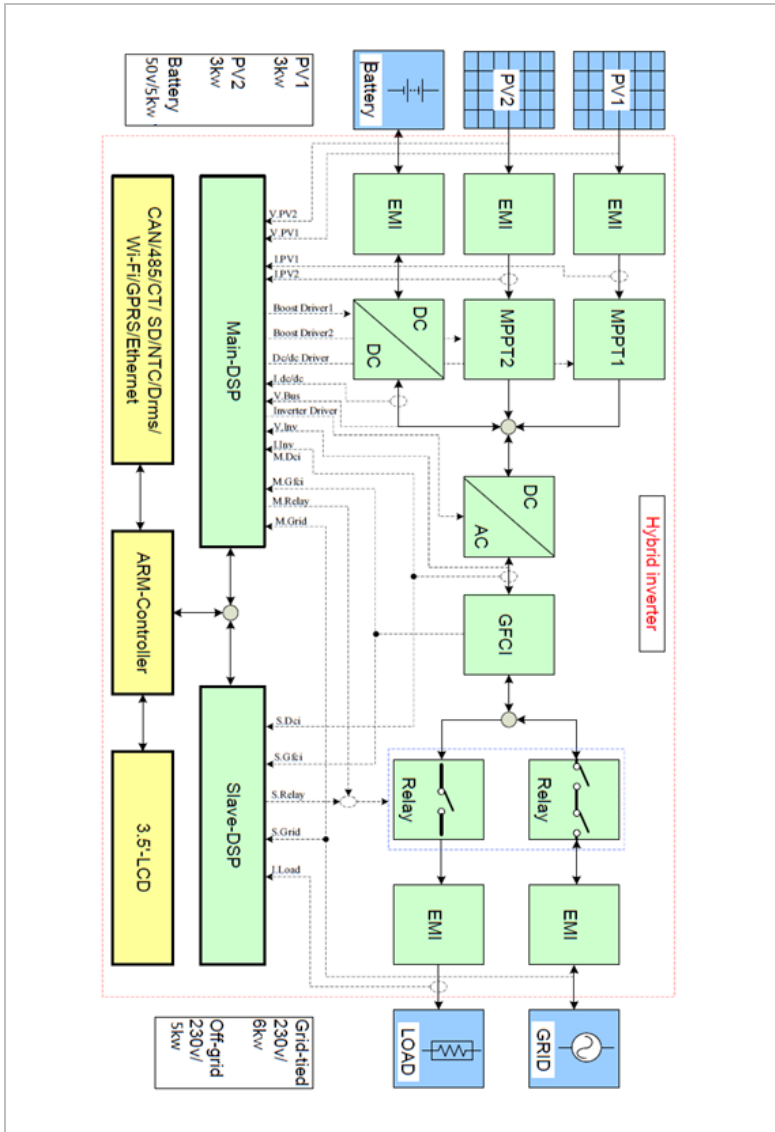 Hybrid inverter
PV1
PV2
Battery
EMI
EMI
EMI
MPPT1
MPPT2
DC
DC
DC
AC
GFCI
Relay
Relay
EMI
EMI
GRID
LOAD
V.PV2
V.PV1
I.PV1
I.PV2
Boost Driver1
Boost Driver2
Dc/dc Driver
I.dc/dc
V.Bus
Inverter Driver
V.Inv
I.Inv
M.Dci
M.Gfci
M.Relay
M.Grid
S.Dci
S.Gfci
S.Relay
S.Grid
I.Load
Main-DSP
Slave-DSP
CAN/485/CT/ SD/NTC/Drms/
Wi-Fi/GPRS/Ethernet
ARM-Controller
3.5'-LCD
PV1
3kw
PV2
3kw
Battery
50v/5kw
Grid-tied
230v/
6kw
Off-grid
230v/
5kw